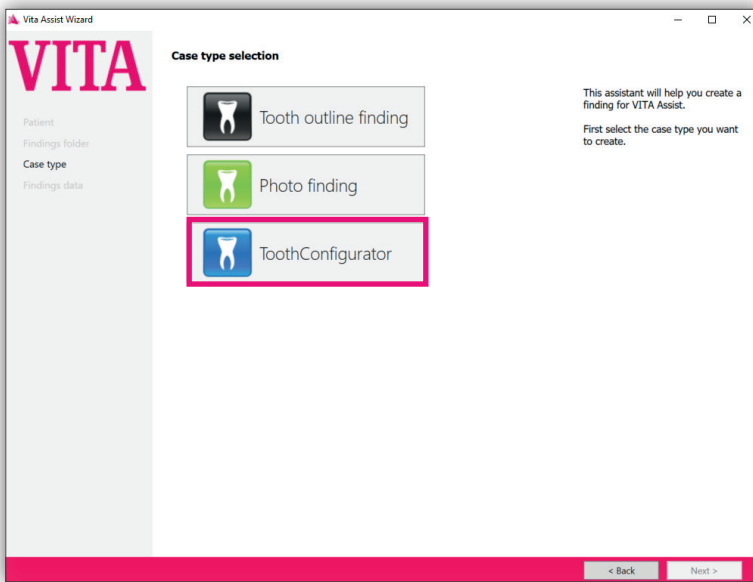 Vita Assist Wizard
VITA
Patient
Findings folder
Case type
Findings data
Case type selection
Tooth outline finding
Photo finding
ToothConfigurator
This assistant will help you create a
finding for VITA Assist.
First select the case type you want
to create.
< Back
Next >